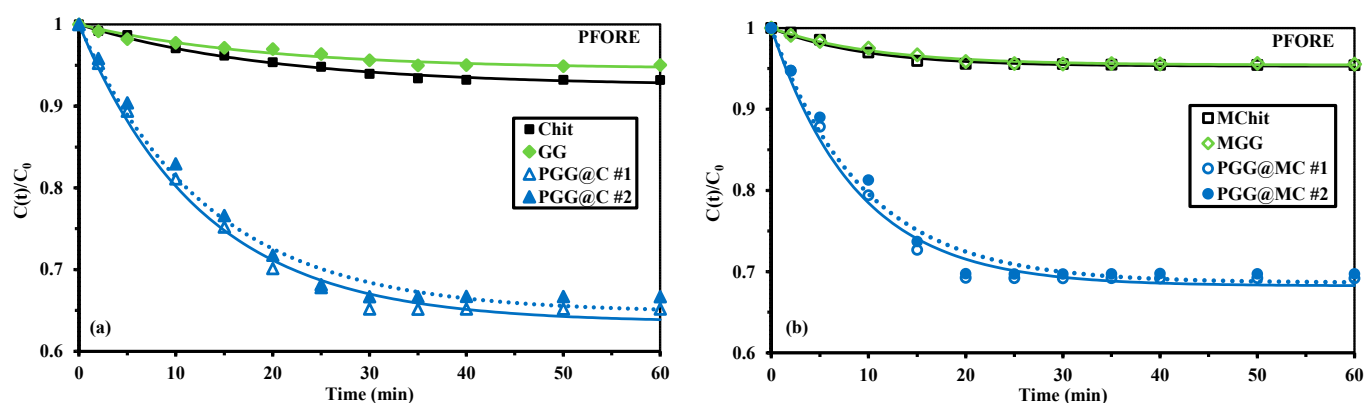 1
0.9
0.8
0.7
0.6
C(t)/C0
PFORE
Chit
GG
PGG@C #1
PGG@C #2
(a)
0 10 20 30 40 50 60
Time (min)
1
0.9
0.8
0.7
0.6
C(t)/C0
PFORE
MChit
MGG
PGG@MC #1
PGG@MC #2
(b)
0 10 20 30 40 50 60
Time (min)